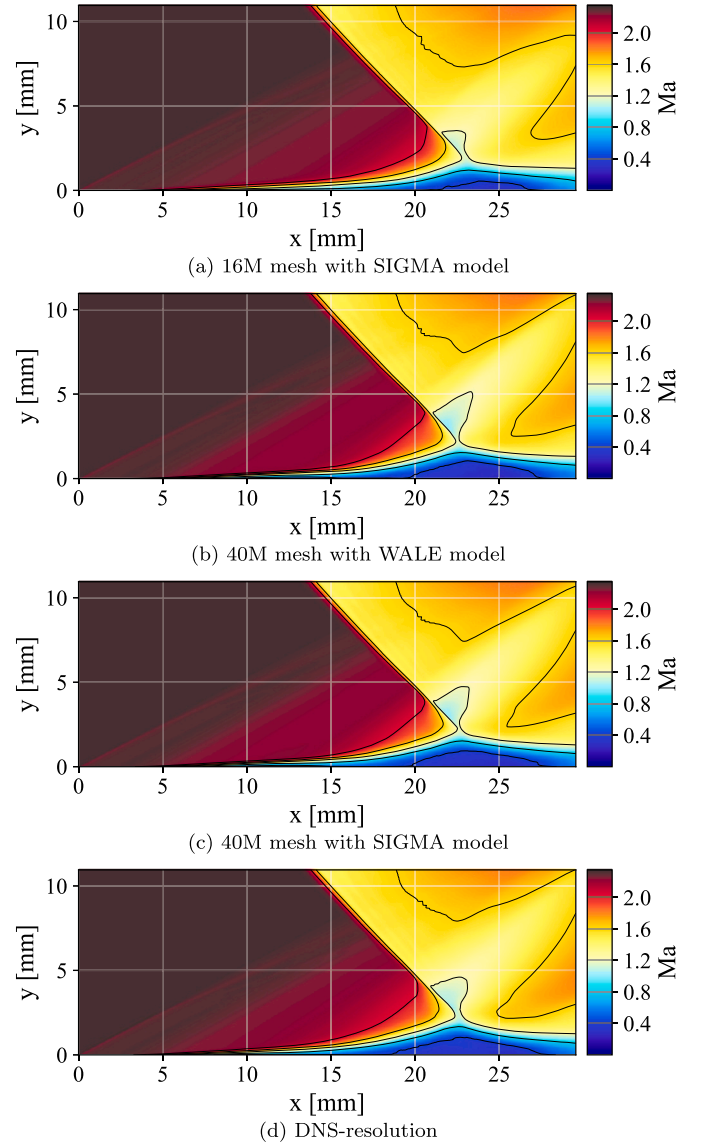 10
5
0
y [mm]
0 5 10 15 20 25
x [mm]
2.0
1.6
1.2
0.8
0.4
Ma
(a) 16M mesh with SIGMA model
10
5
0
y [mm]
0 5 10 15 20 25
x [mm]
2.0
1.6
1.2
0.8
0.4
Ma
(b) 40M mesh with WALE model
10
5
0
y [mm]
0 5 10 15 20 25
x [mm]
2.0
1.6
1.2
0.8
0.4
Ma
(c) 40M mesh with SIGMA model
10
5
0
y [mm]
0 5 10 15 20 25
x [mm]
2.0
1.6
1.2
0.8
0.4
Ma
(d) DNS-resolution